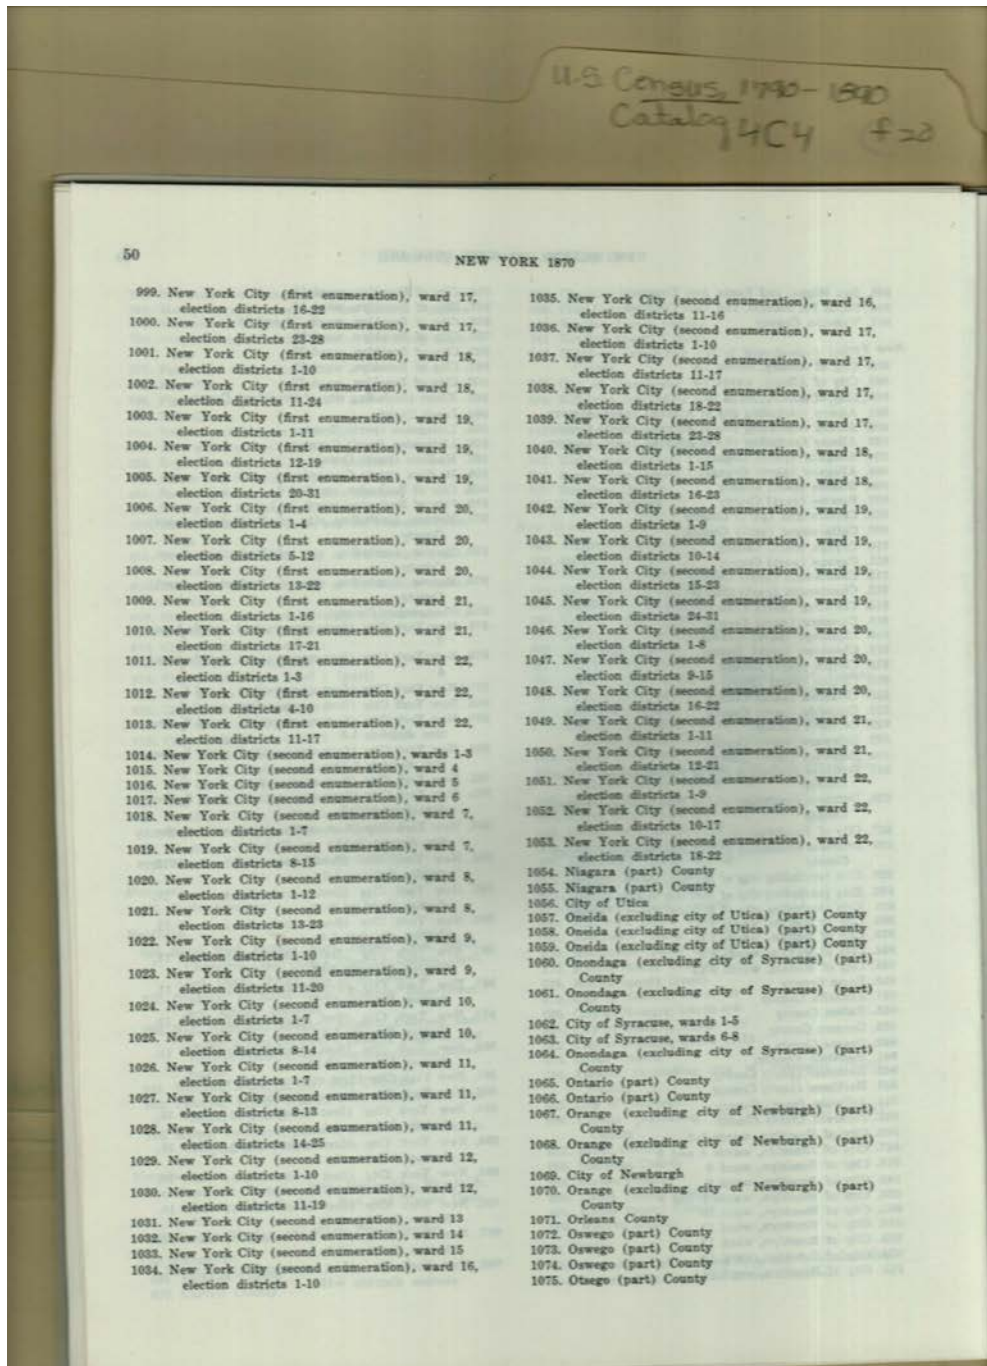 U.S. Census, 1790-1890
Catalog 4C4
50
NEW YORK 1870
999. New York City (first enumeration), ward 17,
election districts 16-22
1000. New York City (first enumeration), ward 17,
election districts 23-28
1001. New York City (first enumeration), ward 18,
election districts 1-10
1002. New York City (first enumeration), ward 18,
election districts 11-24
1003. New York City (first enumeration), ward 19,
election districts 1-11
1004. New York City (first enumeration), ward 19,
election districts 12-19
1005. New York City (first enumeration), ward 19,
election districts 20-31
1006. New York City (first enumeration), ward 20,
election districts 1-4
1007. New York City (first enumeration), ward 20,
election districts 5-12
1008. New York City (first enumeration), ward 20,
election districts 13-22
1009. New York City (first enumeration), ward 21,
election districts 1-16
1010. New York City (first enumeration), ward 21,
election districts 17-21
1011. New York City (first enumeration), ward 22,
election districts 1-3
1012. New York City (first enumeration), ward 22,
election districts 4-10
1013. New York City (first enumeration), ward 22,
election districts 11-17
1014. New York City (second enumeration), wards 1-3
1015. New York City (second enumeration), ward 4
1016. New York City (second enumeration), ward 5
1017. New York City (second enumeration), ward 6
1018. New York City (second enumeration), ward 7,
election districts 1-7
1019. New York City (second enumeration), ward 7,
election districts 8-15
1020. New York City (second enumeration), ward 8,
election districts 1-12
1021. New York City (second enumeration), ward 8,
election districts 13-23
1022. New York City (second enumeration), ward 9,
election districts 1-10
1023. New York City (second enumeration), ward 9,
election districts 11-20
1024. New York City (second enumeration), ward 10,
election districts 1-7
1025. New York City (second enumeration), ward 10,
election districts 8-14
1026. New York City (second enumeration), ward 11,
election districts 1-7
1027. New York City (second enumeration), ward 11,
election districts 8-13
1028. New York City (second enumeration), ward 11,
election districts 14-25
1029. New York City (second enumeration), ward 12,
election districts 1-10
1030. New York City (second enumeration), ward 12,
election districts 11-19
1031. New York City (second enumeration), ward 13
1032. New York City (second enumeration), ward 14
1033. New York City (second enumeration), ward 15
1034. New York City (second enumeration), ward 16,
election districts 1-10
1035. New York City (second enumeration), ward 16,
election districts 11-16
1036. New York City (second enumeration), ward 17,
election districts 1-10
1037. New York City (second enumeration), ward 17,
election districts 11-17
1038. New York City (second enumeration), ward 17,
election districts 18-22
1039. New York City (second enumeration), ward 17,
election districts 23-28
1040. New York City (second enumeration), ward 18,
election districts 1-15
1041. New York City (second enumeration), ward 18,
election districts 16-23
1042. New York City (second enumeration), ward 19,
election districts 1-9
1043. New York City (second enumeration), ward 19,
election districts 10-14
1044. New York City (second enumeration), ward 19,
election districts 15-23
1045. New York City (second enumeration), ward 19,
election districts 24-31
1046. New York City (second enumeration), ward 20,
election districts 1-8
1047. New York City (second enumeration), ward 20,
election districts 9-15
1048. New York City (second enumeration), ward 20,
election districts 16-22
1049. New York City (second enumeration), ward 21,
election districts 1-11
1050. New York City (second enumeration), ward 21,
election districts 12-21
1051. New York City (second enumeration), ward 22,
election districts 1-9
1052. New York City (second enumeration), ward 22,
election districts 10-17
1053. New York City (second enumeration), ward 22,
election districts 18-22
1054. Niagara (part) County
1055. Niagara (part) County
1056. City of Utica
1057. Oneida (excluding city of Utica) (part) County
1058. Oneida (excluding city of Utica) (part) County
1059. Oneida (excluding city of Utica) (part) County
1060. Onondaga (excluding city of Syracuse) (part)
County
1061. Onondaga (excluding city of Syracuse) (part)
County
1062. City of Syracuse, wards 1-5
1063. City of Syracuse, wards 6-8
1064. Onondaga (excluding city of Syracuse) (part)
County
1065. Ontario (part) County
1066. Ontario (part) County
1067. Orange (excluding city of Newburgh) (part)
County
1068. Orange (excluding city of Newburgh) (part)
County
1069. City of Newburgh
1070. Orange (excluding city of Newburgh) (part)
County
1071. Orleans County
1072. Oswego (part) County
1073. Oswego (part) County
1074. Oswego (part) County
1075. Otsego (part) County